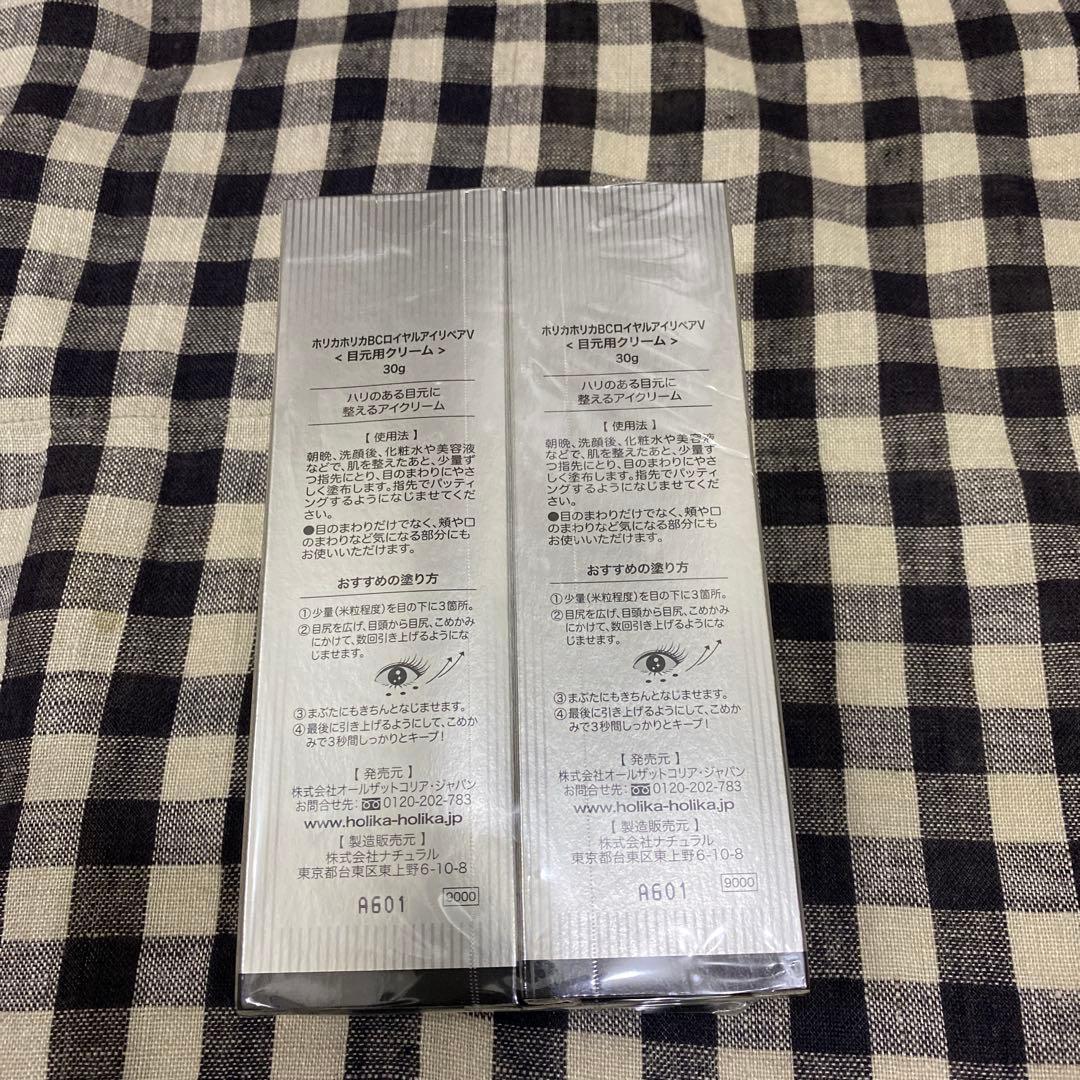 ホリカホリカBCロイヤルアイリペアV
< 目元用クリーム >
30g
ハリのある目元に
整えるアイクリーム
【 使用法 】
朝晩、洗顔後、化粧水や美容液
などで、肌を整えたあと、少量ず
つ指先にとり、目のまわりにやさ
しく塗布します。指先でパッティ
ングするようになじませてくだ
さい。
●目のまわりだけでなく、頬や口
のまわりなど気になる部分にも
お使いいただけます。
おすすめの塗り方
①少量(米粒程度)を目の下に3箇所。
②目尻を広げ、目頭から目尻、こめかみ
にかけて、数回引き上げるようにな
じませます。
③まぶたにもきちんとなじませます。
④最後に引き上げるようにして、こめか
みで3秒間しっかりとキープ!
【 発売元 】
株式会社オールザットコリア・ジャパン
お問合せ先: 0120-202-783
www.holika-holika.jp
【 製造販売元 】
株式会社ナチュラル
東京都台東区東上野6-10-8
A601
9000
ホリカホリカBCロイヤルアイリペアV
< 目元用クリーム >
30g
ハリのある目元に
整えるアイクリーム
【 使用法 】
朝晩、洗顔後、化粧水や美容液
などで、肌を整えたあと、少量ず
つ指先にとり、目のまわりにやさ
しく塗布します。指先でパッティ
ングするようになじませてくだ
さい。
●目のまわりだけでなく、頬や口
のまわりなど気になる部分にも
お使いいただけます。
おすすめの塗り方
①少量(米粒程度)を目の下に3箇所。
②目尻を広げ、目頭から目尻、こめかみ
にかけて、数回引き上げるようにな
じませます。
③まぶたにもきちんとなじませます。
④最後に引き上げるようにして、こめか
みで3秒間しっかりとキープ!
【 発売元 】
株式会社オールザットコリア・ジャパン
お問合せ先: 0120-202-783
www.holika-holika.jp
【 製造販売元 】
株式会社ナチュラル
東京都台東区東上野6-10-8
A601
9000